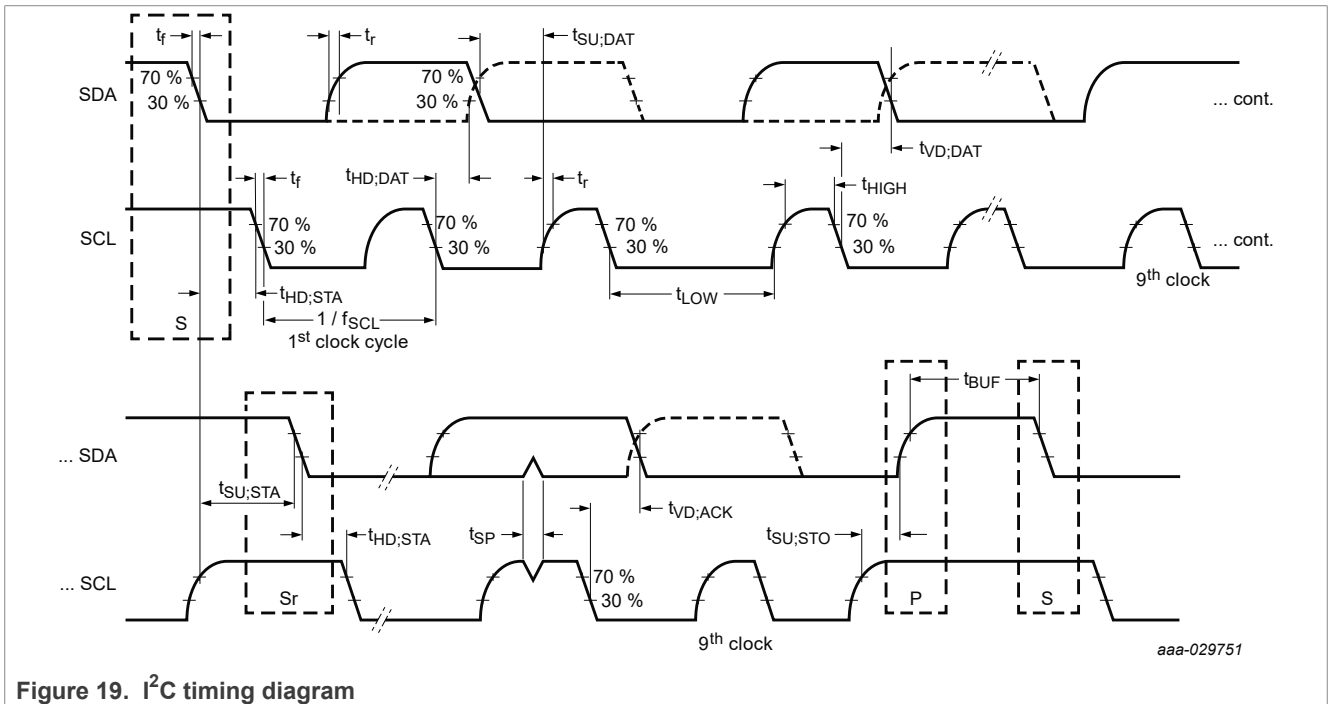 tf
tr
tSU;DAT
70 %
30 %
SDA
70 %
30 %
... cont.
tVD;DAT
tf
tHD;DAT
tr
tHIGH
SCL
70 %
30 %
70 %
30 %
70 %
30 %
70 %
30 %
... cont.
9th clock
tHD;STA
tLOW
S
1 / fSCL
1st clock cycle
tBUF
... SDA
tSU;STA
tHD;STA
tSP
tVD;ACK
tSU;STO
... SCL
Sr
70 %
30 %
P
S
9th clock
aaa-029751
Figure 19. I2C timing diagram